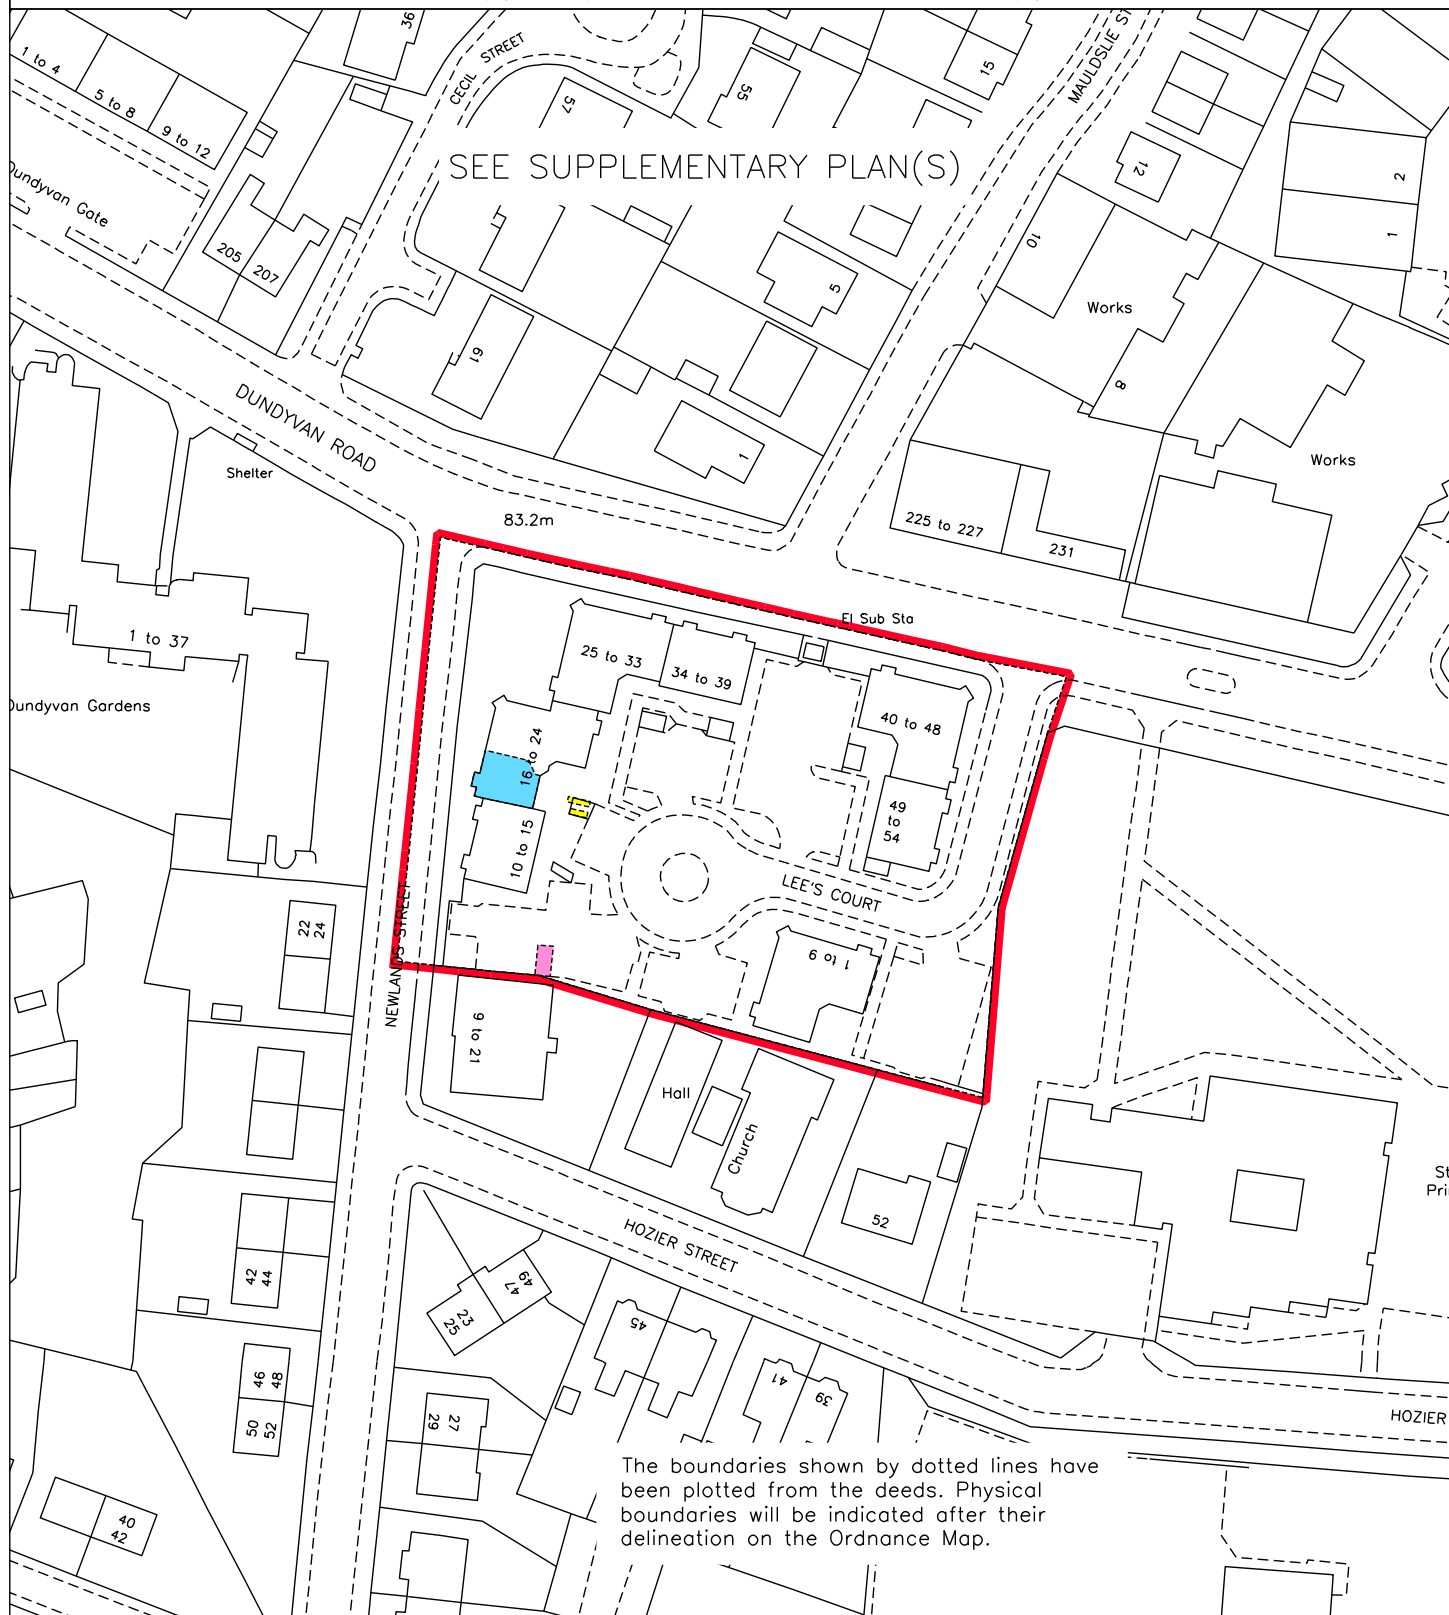 36
CECIL STREET
MAULDSLIE ST
1 to 4
5 to 8
9 to 12
57
55
15
SEE SUPPLEMENTARY PLAN(S)
12
2
1
Dundyvan Gate
205
207
10
5
Works
61
8
DUNDYVAN ROAD
1
Works
Shelter
83.2m
225 to 227
231
El Sub Sta
1 to 37
25 to 33
34 to 39
40 to 48
Dundyvan Gardens
16 to 24
49
to
54
10 to 15
LEE'S COURT
22
24
NEWLANDS STREET
1 to 9
9 to 21
Hall
Church
52
HOZIER STREET
42
44
49
47
23
25
45
46
48
50
52
41
39
27
29
HOZIER
40
42
The boundaries shown by dotted lines have
been plotted from the deeds. Physical
boundaries will be indicated after their
delineation on the Ordnance Map.
St
Pri